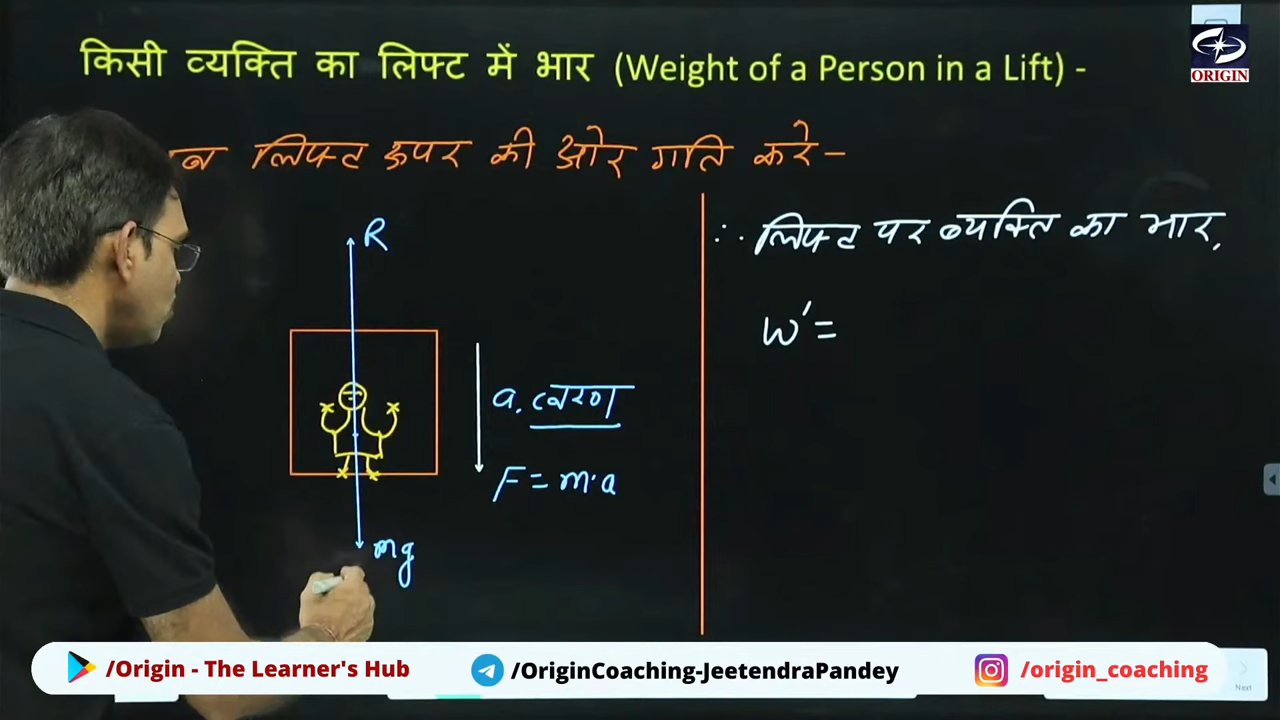 किसी व्यक्ति का लिफ्ट में भार (Weight of a Person in a Lift) -
ORIGIN
लिफ्ट ऊपर की ओर गति करे-
R
∴ लिफ्ट पर व्यक्ति का भार,
w' =
a, त्वरण
F = m·a
mg
/Origin - The Learner's Hub
/OriginCoaching-JeetendraPandey
/origin_coaching
Next